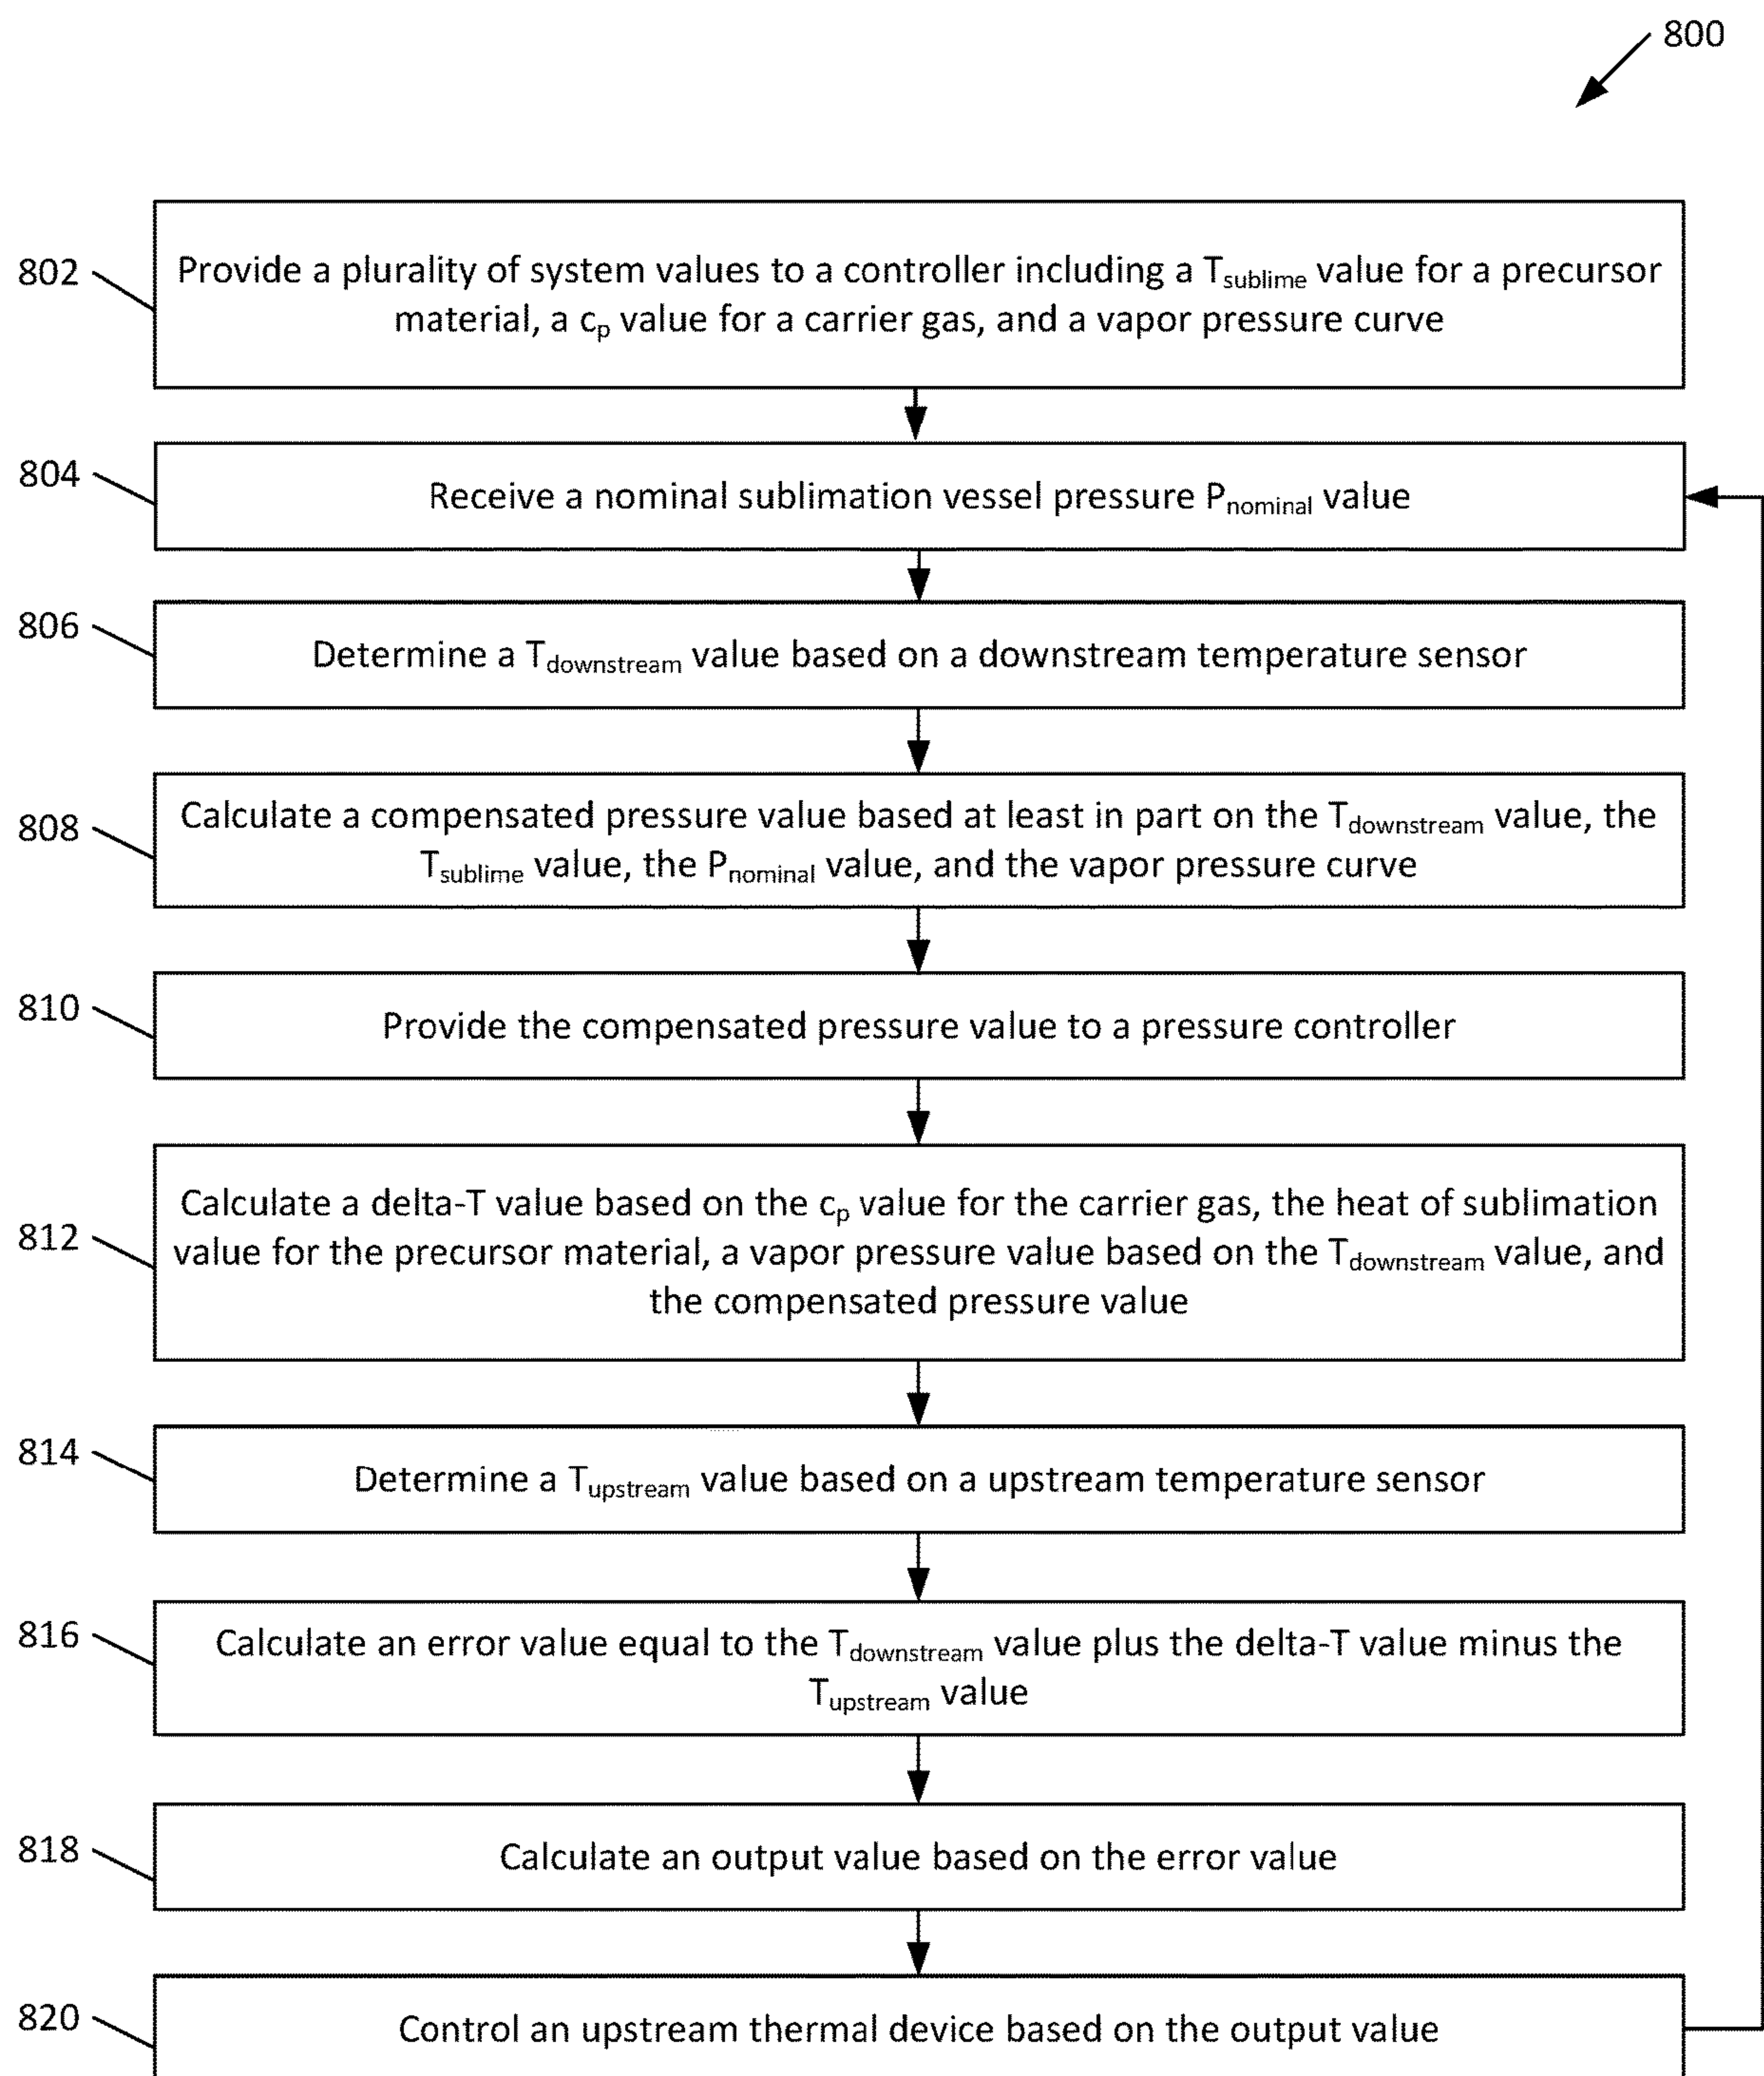 800
802
Provide a plurality of system values to a controller including a Tsublime value for a precursor
material, a cp value for a carrier gas, and a vapor pressure curve
804
Receive a nominal sublimation vessel pressure Pnominal value
806
Determine a Tdownstream value based on a downstream temperature sensor
808
Calculate a compensated pressure value based at least in part on the Tdownstream value, the
Tsublime value, the Pnominal value, and the vapor pressure curve
810
Provide the compensated pressure value to a pressure controller
812
Calculate a delta-T value based on the cp value for the carrier gas, the heat of sublimation
value for the precursor material, a vapor pressure value based on the Tdownstream value, and
the compensated pressure value
814
Determine a Tupstream value based on a upstream temperature sensor
816
Calculate an error value equal to the Tdownstream value plus the delta-T value minus the
Tupstream value
818
Calculate an output value based on the error value
820
Control an upstream thermal device based on the output value